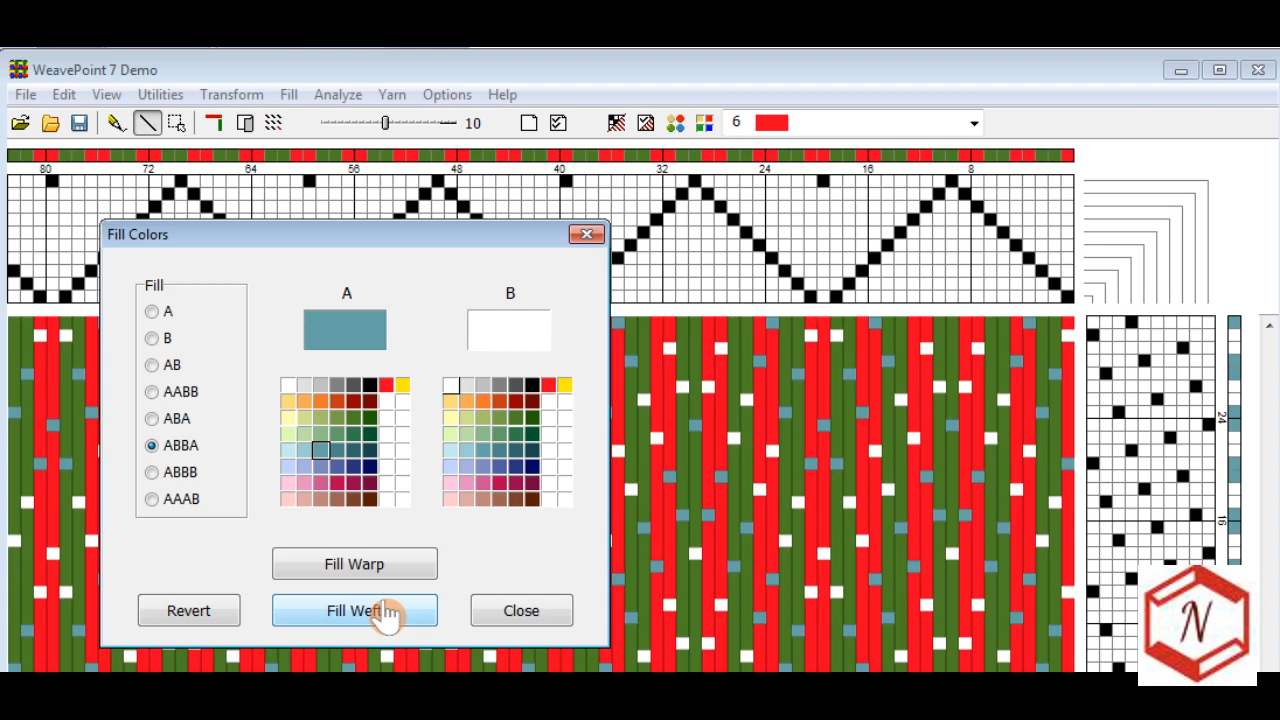 WeavePoint 7 Demo
File Edit View Utilities Transform Fill Analyze Yarn Options Help
10 6
80 72 64 56 48 40 32 24 16 8
Fill Colors
Fill
A
B
AB
AABB
ABA
ABBA
ABBB
AAAB
A B
Fill Warp
Revert Fill Weft Close
24
16
N